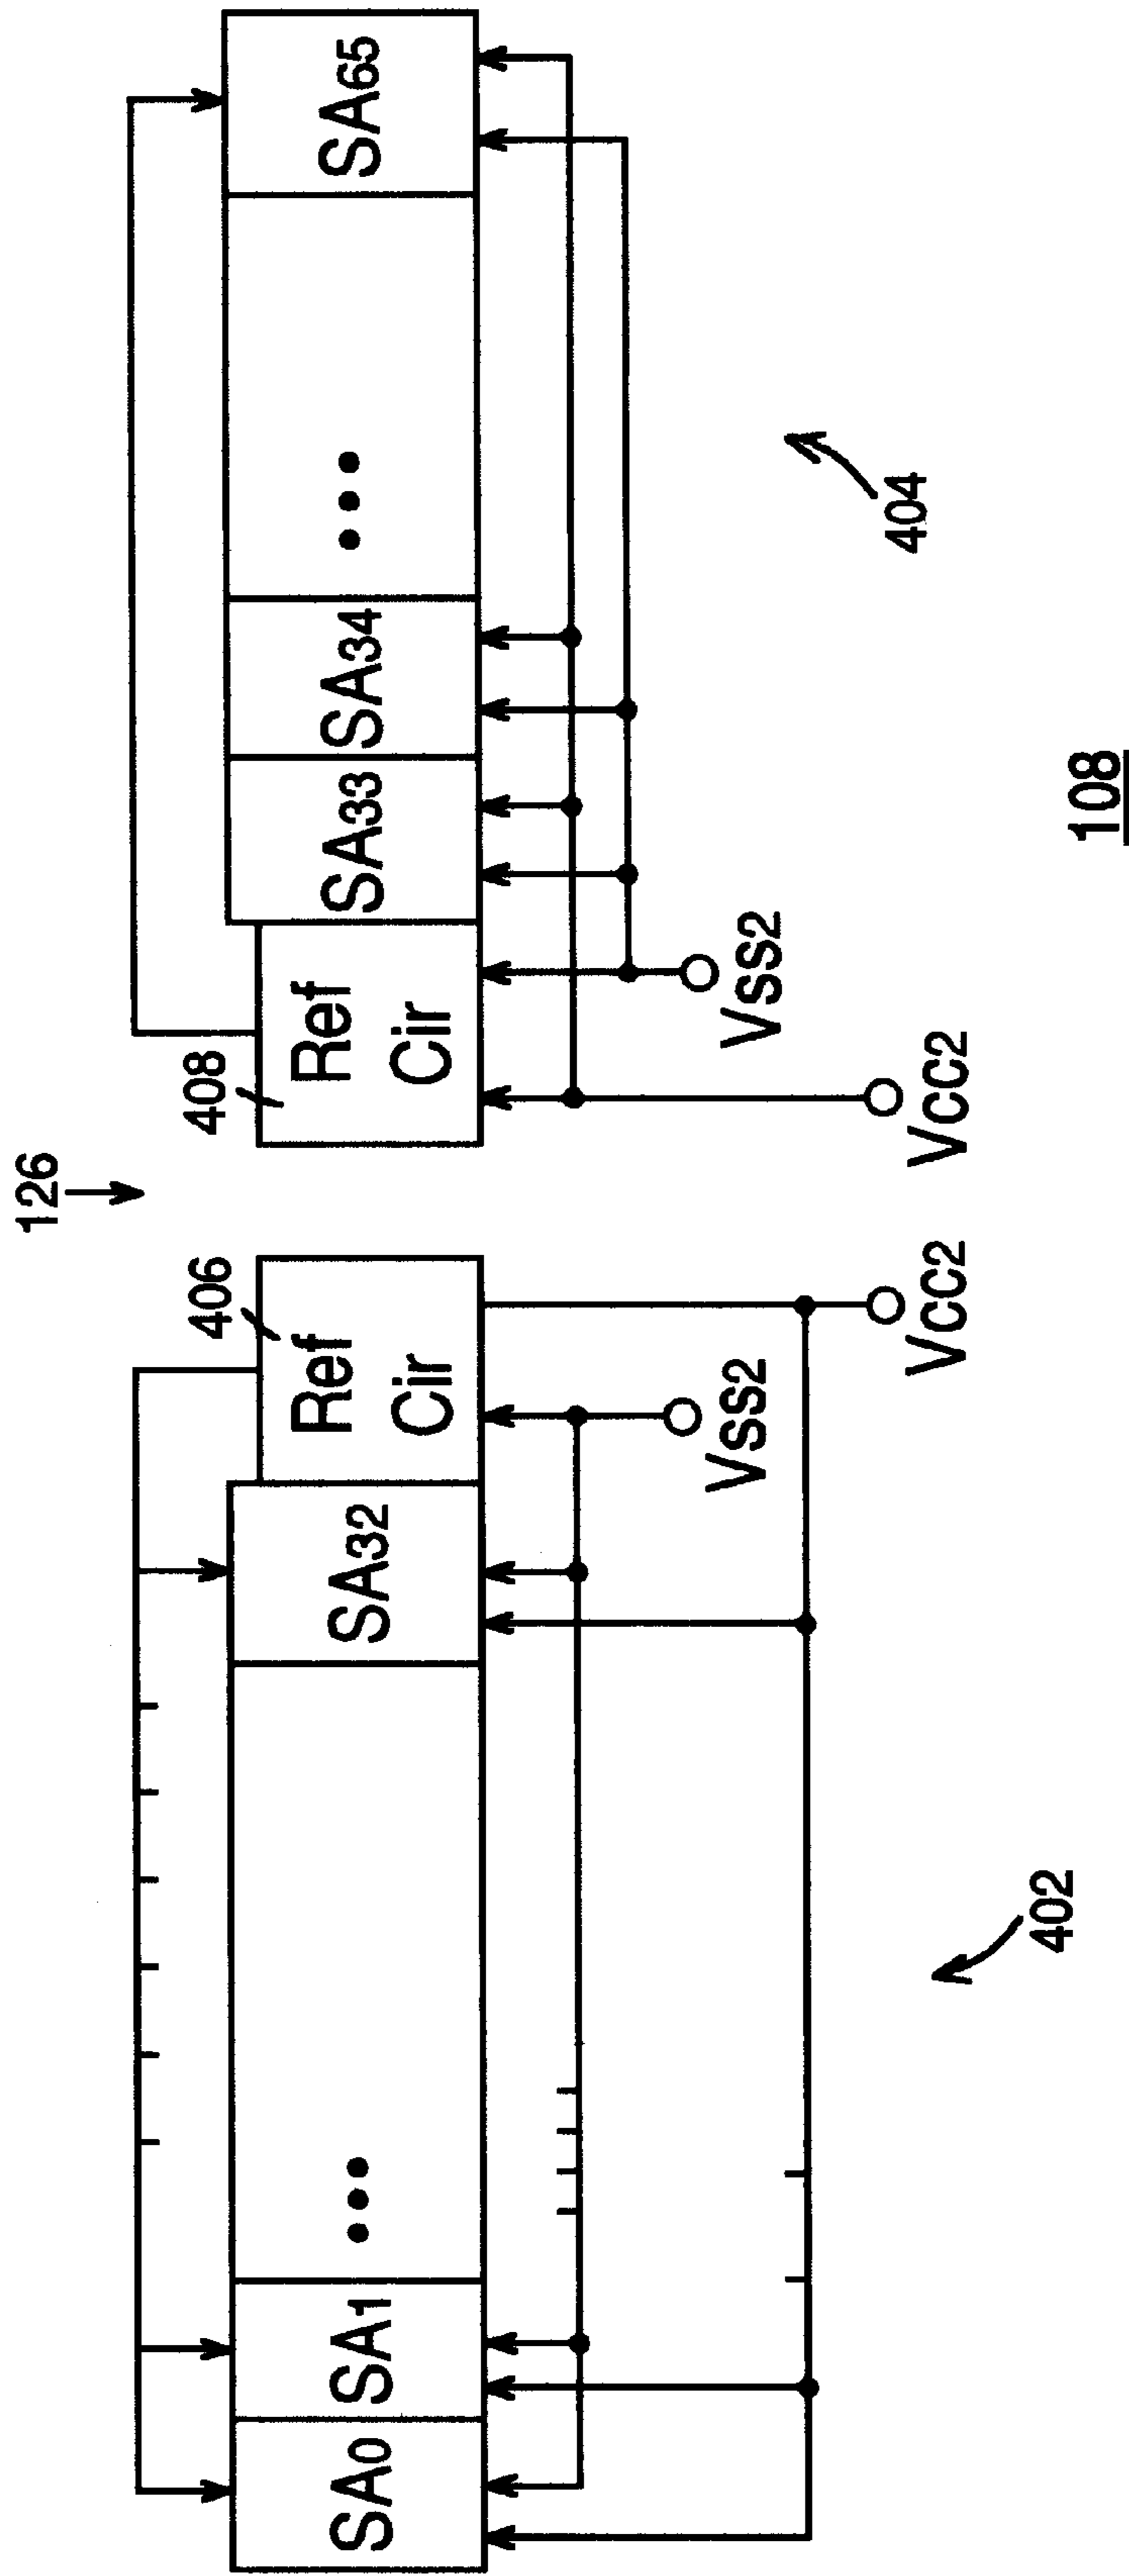 126
406
408
SA0
SA1
•••
SA32
Ref
Cir
Ref
Cir
SA33
SA34
•••
SA65
VSS2
VCC2
VSS2
VCC2
402
404
108